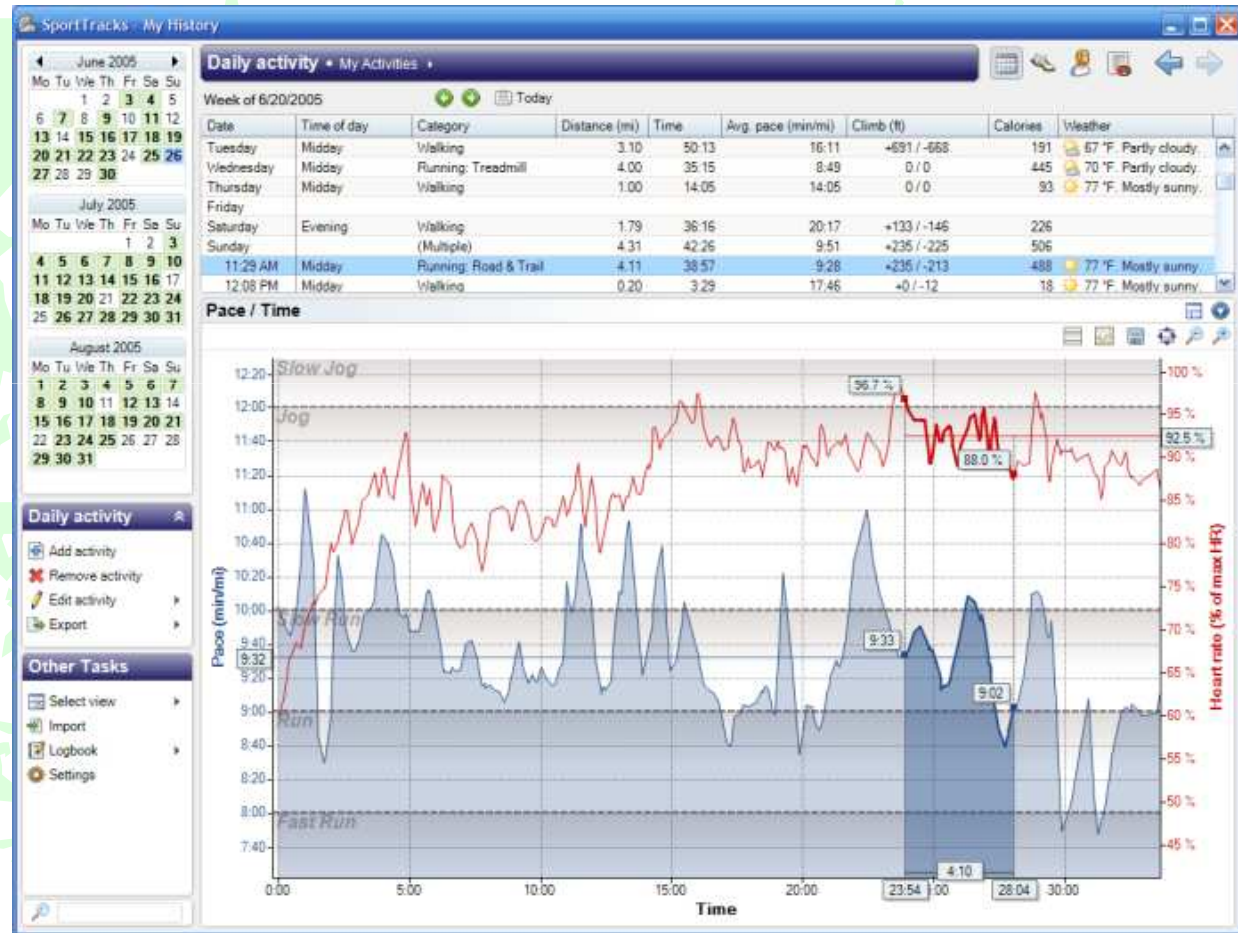 SportTracks - My History
June 2005
Mo Tu We Th Fr Sa Su
1 2 3 4 5
6 7 8 9 10 11 12
13 14 15 16 17 18 19
20 21 22 23 24 25 26
27 28 29 30
July 2005
Mo Tu We Th Fr Sa Su
1 2 3
4 5 6 7 8 9 10
11 12 13 14 15 16 17
18 19 20 21 22 23 24
25 26 27 28 29 30 31
August 2005
Mo Tu We Th Fr Sa Su
1 2 3 4 5 6 7
8 9 10 11 12 13 14
15 16 17 18 19 20 21
22 23 24 25 26 27 28
29 30 31
Daily activity
Add activity
Remove activity
Edit activity
Export
Other Tasks
Select view
Import
Logbook
Settings
Daily activity • My Activities
Week of 6/20/2005 Today
Date Time of day Category Distance (mi) Time Avg. pace (min/mi) Climb (ft) Calories Weather
Tuesday Midday Walking 3.10 50:13 16:11 +691 / -668 191 67 °F. Partly cloudy.
Wednesday Midday Running: Treadmill 4.00 35:15 8:49 0 / 0 445 70 °F. Partly cloudy.
Thursday Midday Walking 1.00 14:05 14:05 0 / 0 93 77 °F. Mostly sunny.
Friday
Saturday Evening Walking 1.79 36:16 20:17 +133 / -146 226
Sunday (Multiple) 4.31 42:26 9:51 +235 / -225 506
11:29 AM Midday Running: Road & Trail 4.11 38:57 9:28 +235 / -213 488 77 °F. Mostly sunny.
12:08 PM Midday Walking 0.20 3:29 17:46 +0 / -12 18 77 °F. Mostly sunny.
Pace / Time
Pace (min/mi)
12:20
12:00
11:40
11:20
11:00
10:40
10:20
10:00
9:40
9:32
9:20
9:00
8:40
8:20
8:00
7:40
Slow Jog
Jog
Slow Run
Run
Fast Run
96.7 %
88.0 %
9:33
9:02
4:10
100 %
95 %
92.5 %
90 %
85 %
80 %
75 %
70 %
65 %
60 %
55 %
50 %
45 %
Heart rate (% of max HR)
0:00 5:00 10:00 15:00 20:00 23:54 28:04 30:00
Time